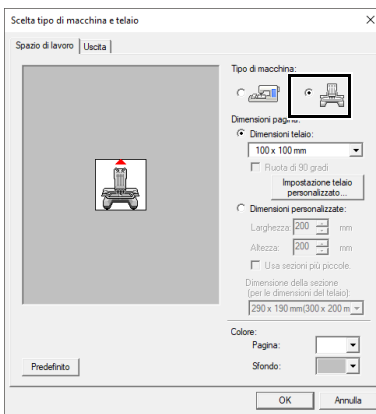 Scelta tipo di macchina e telaio
Spazio di lavoro
Uscita
Tipo di macchina:
Dimensioni pagina:
Dimensioni telaio:
100 x 100 mm
Ruota di 90 gradi
Impostazione telaio
personalizzato...
Dimensioni personalizzate:
Larghezza: 200 mm
Altezza: 200 mm
Usa sezioni più piccole
Dimensione della sezione
(per le dimensioni del telaio):
290 x 190 mm(300 x 200 m
Colore:
Pagina:
Sfondo:
Predefinito
OK
Annulla